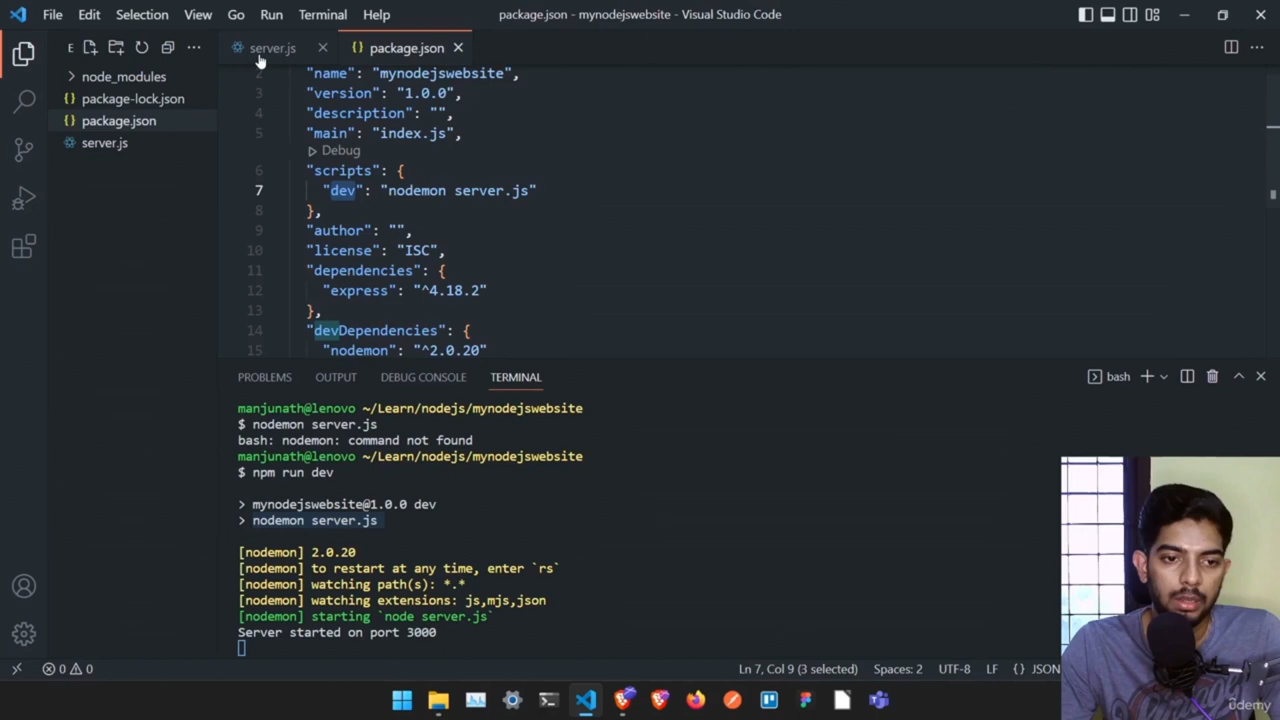 File Edit Selection View Go Run Terminal Help
package.json - mynodejswebsite - Visual Studio Code
E
server.js
package.json
node_modules
package-lock.json
package.json
server.js
2 "name": "mynodejswebsite",
3 "version": "1.0.0",
4 "description": "",
5 "main": "index.js",
Debug
6 "scripts": {
7 "dev": "nodemon server.js"
8 },
9 "author": "",
10 "license": "ISC",
11 "dependencies": {
12 "express": "^4.18.2"
13 },
14 "devDependencies": {
15 "nodemon": "^2.0.20"
PROBLEMS OUTPUT DEBUG CONSOLE TERMINAL
bash
manjunath@lenovo ~/Learn/nodejs/mynodejswebsite
$ nodemon server.js
bash: nodemon: command not found
manjunath@lenovo ~/Learn/nodejs/mynodejswebsite
$ npm run dev
> mynodejswebsite@1.0.0 dev
> nodemon server.js
[nodemon] 2.0.20
[nodemon] to restart at any time, enter `rs`
[nodemon] watching path(s): *.*
[nodemon] watching extensions: js,mjs,json
[nodemon] starting `node server.js`
Server started on port 3000
0 0
Ln 7, Col 9 (3 selected) Spaces: 2 UTF-8 LF {} JSON
ûdemy